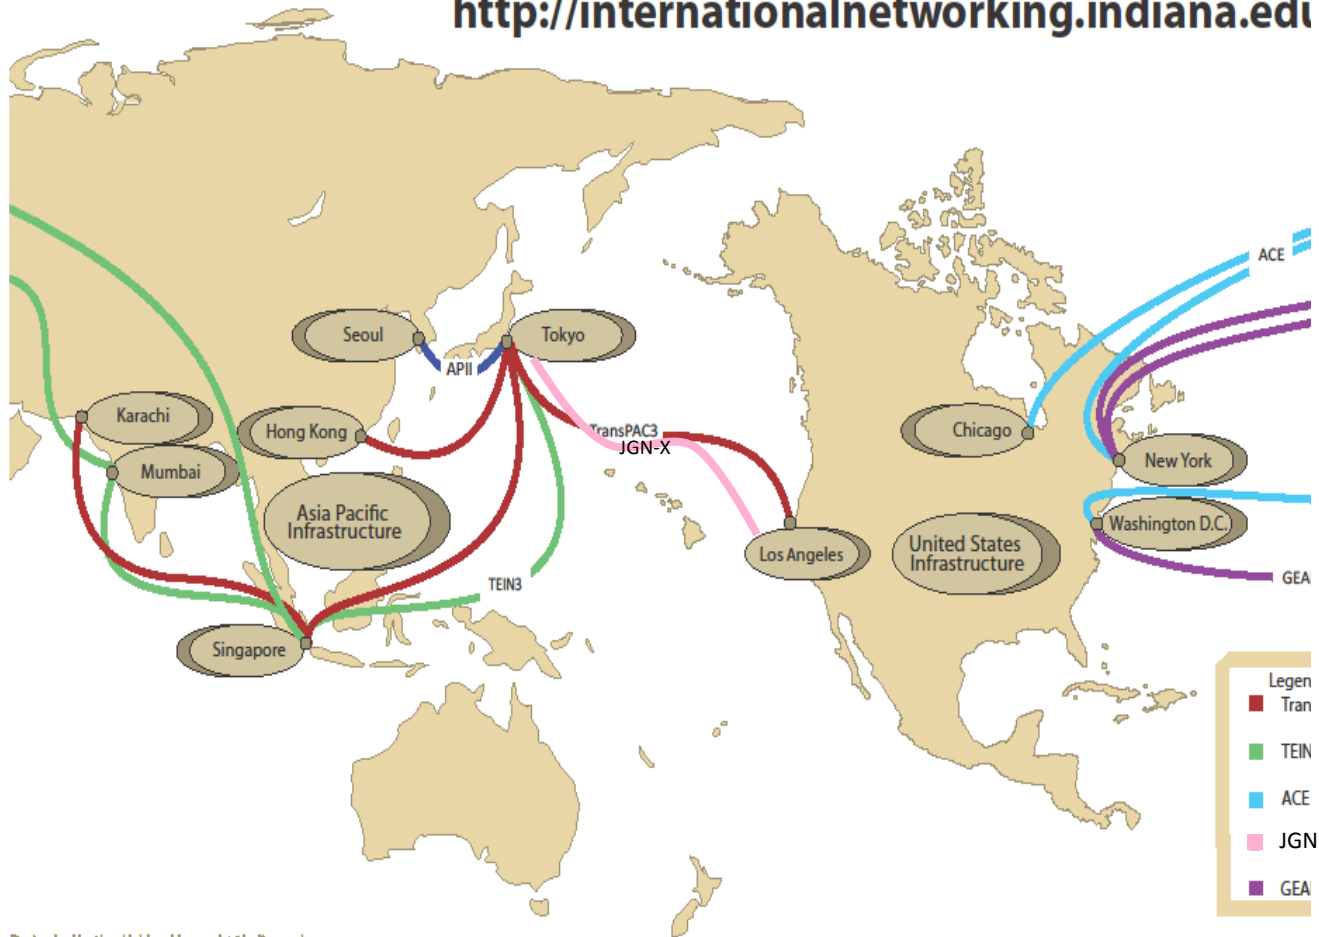 http://internationalnetworking.indiana.edu
ACE
Seoul
Tokyo
APII
Karachi
Hong Kong
TransPAC3
JGN-X
Chicago
Mumbai
New York
Asia Pacific
Infrastructure
Washington D.C.
Los Angeles
United States
Infrastructure
TEIN3
GEA
Singapore
Legen
Tran
TEIN
ACE
JGN
GEA